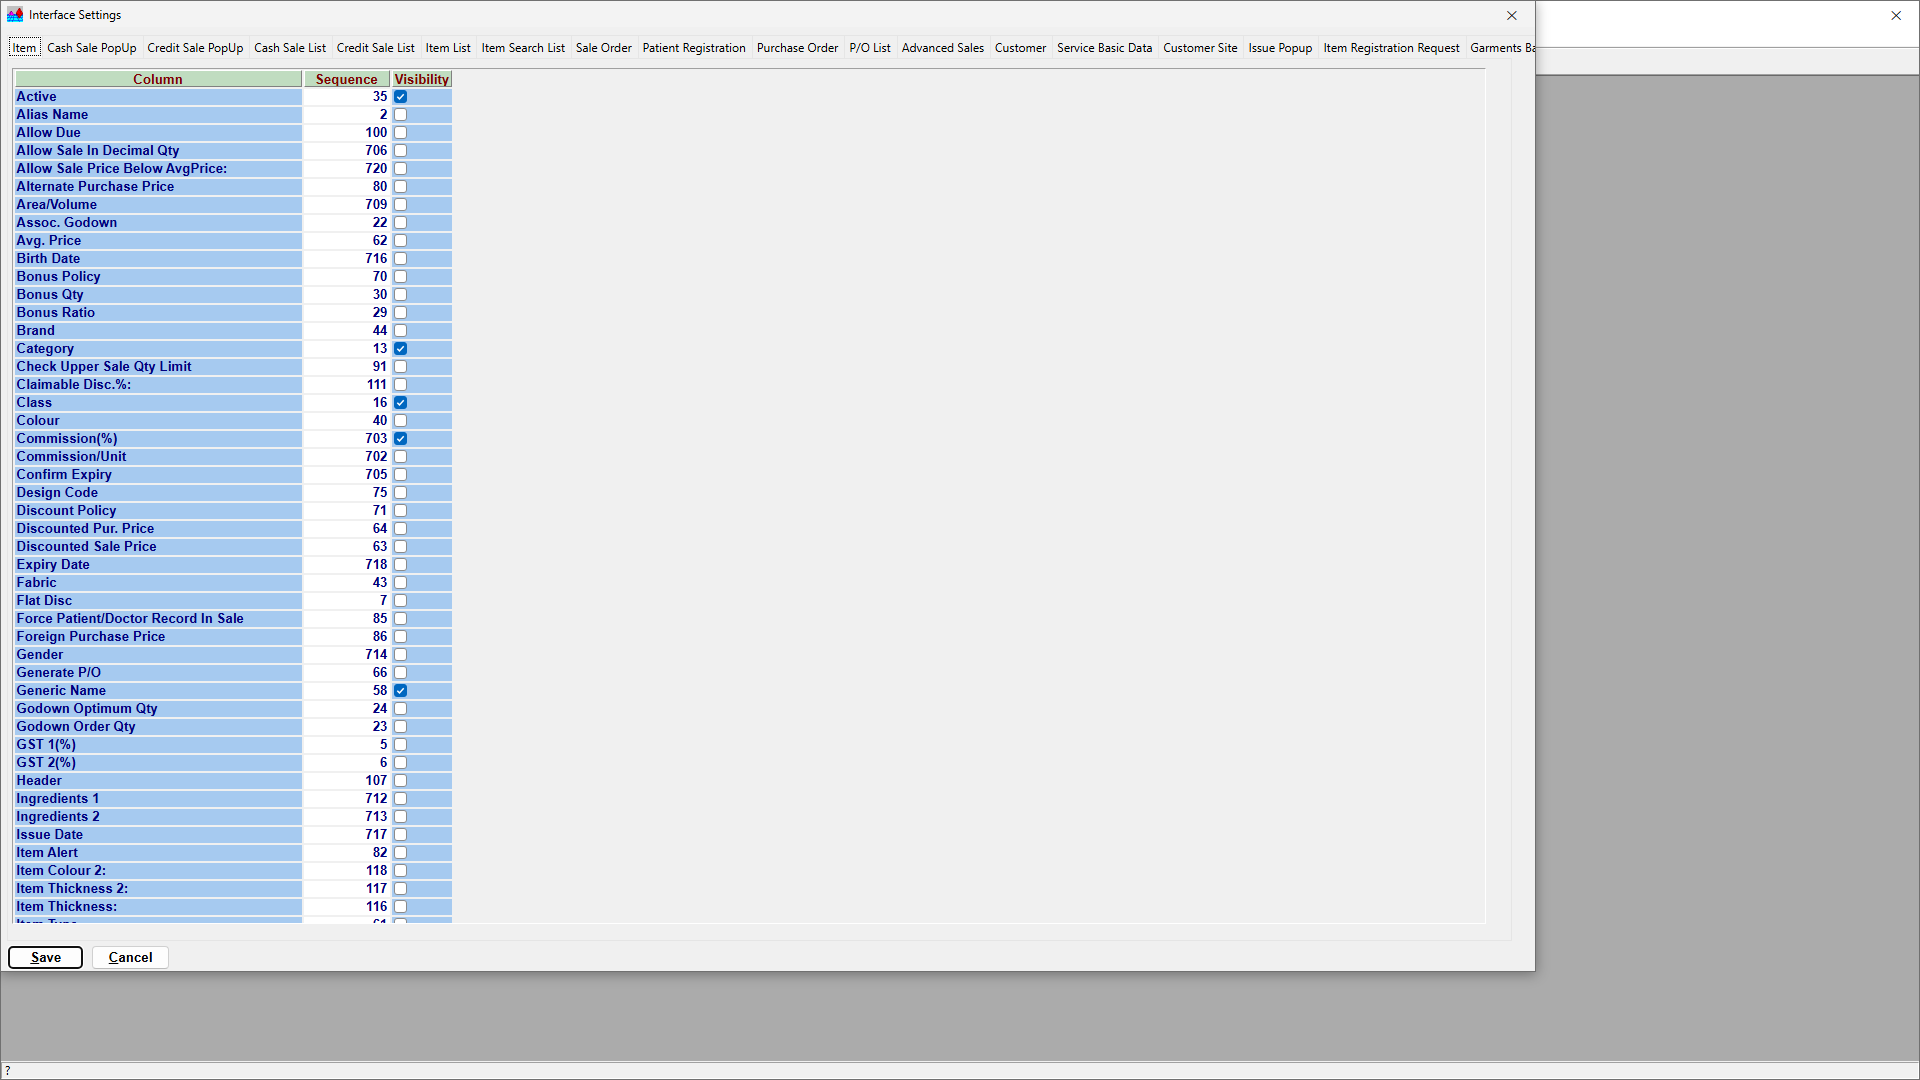 Interface Settings
Item Cash Sale PopUp Credit Sale PopUp Cash Sale List Credit Sale List Item List Item Search List Sale Order Patient Registration Purchase Order P/O List Advanced Sales Customer Service Basic Data Customer Site Issue Popup Item Registration Request Garments Ba
Column Sequence Visibility
Active 35
Alias Name 2
Allow Due 100
Allow Sale In Decimal Qty 706
Allow Sale Price Below AvgPrice: 720
Alternate Purchase Price 80
Area/Volume 709
Assoc. Godown 22
Avg. Price 62
Birth Date 716
Bonus Policy 70
Bonus Qty 30
Bonus Ratio 29
Brand 44
Category 13
Check Upper Sale Qty Limit 91
Claimable Disc.%: 111
Class 16
Colour 40
Commission(%) 703
Commission/Unit 702
Confirm Expiry 705
Design Code 75
Discount Policy 71
Discounted Pur. Price 64
Discounted Sale Price 63
Expiry Date 718
Fabric 43
Flat Disc 7
Force Patient/Doctor Record In Sale 85
Foreign Purchase Price 86
Gender 714
Generate P/O 66
Generic Name 58
Godown Optimum Qty 24
Godown Order Qty 23
GST 1(%) 5
GST 2(%) 6
Header 107
Ingredients 1 712
Ingredients 2 713
Issue Date 717
Item Alert 82
Item Colour 2: 118
Item Thickness 2: 117
Item Thickness: 116
Item Type 61
Save Cancel
?